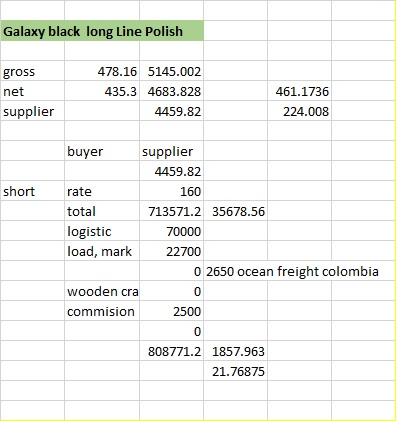 Galaxy black  long Line Polish
gross 478.16 5145.002
net 435.3 4683.828 461.1736
supplier 4459.82 224.008
buyer supplier
4459.82
short rate 160
total 713571.2 35678.56
logistic 70000
load, mark 22700
0 2650 ocean freight colombia
wooden cra 0
commision 2500
0
808771.2 1857.963
21.76875